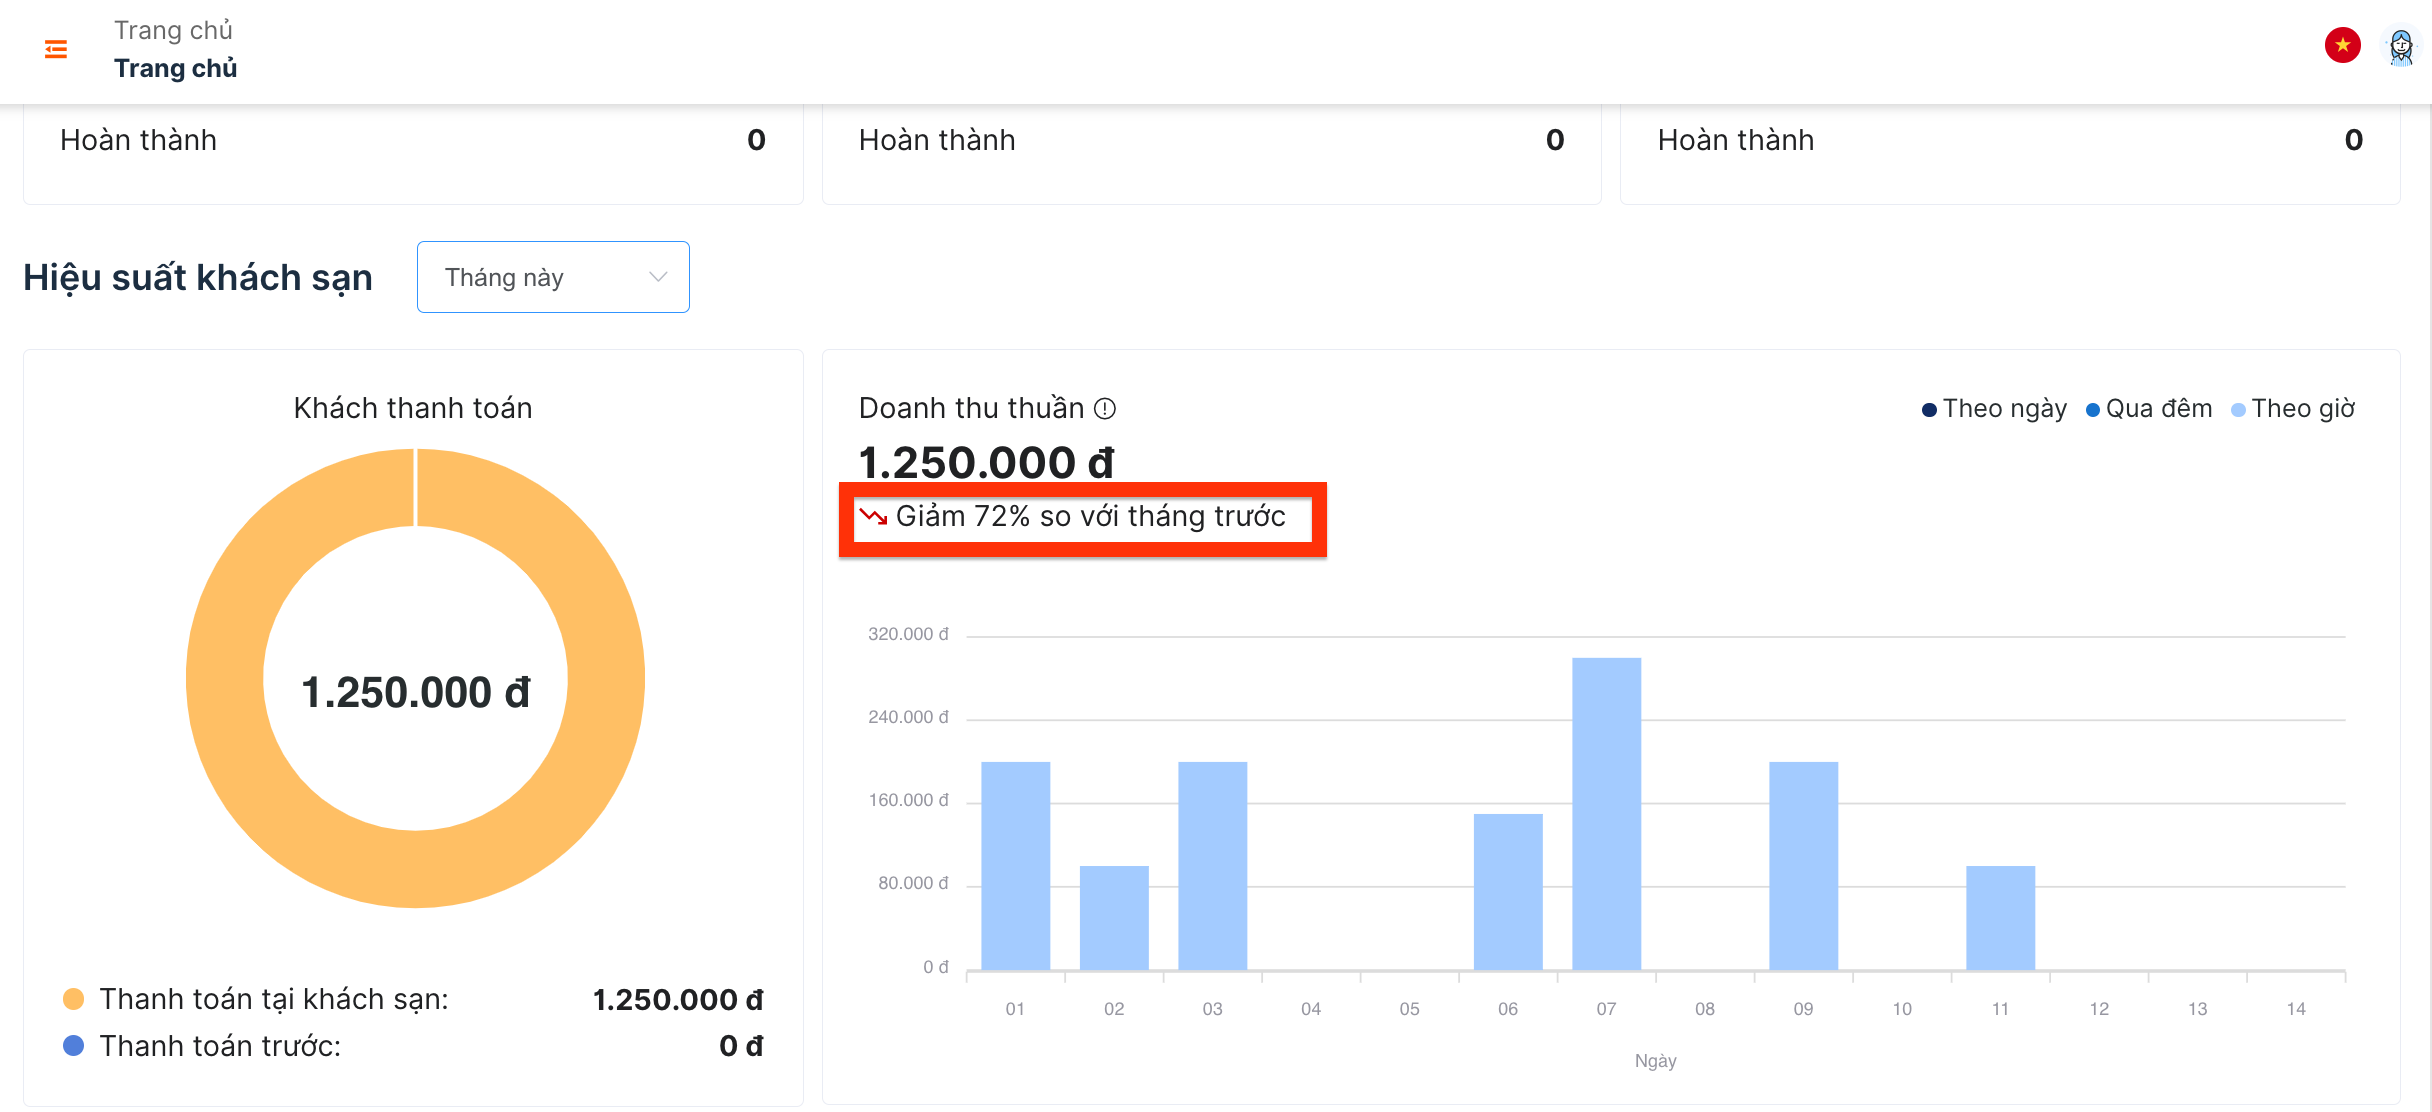 Trang chủ
Trang chủ
Hoàn thành 0
Hoàn thành 0
Hoàn thành 0
Hiệu suất khách sạn
Tháng này
Khách thanh toán
1.250.000 đ
Thanh toán tại khách sạn: 1.250.000 đ
Thanh toán trước: 0 đ
Doanh thu thuần
Theo ngày Qua đêm Theo giờ
1.250.000 đ
Giảm 72% so với tháng trước
320.000 đ
240.000 đ
160.000 đ
80.000 đ
0 đ
01 02 03 04 05 06 07 08 09 10 11 12 13 14
Ngày